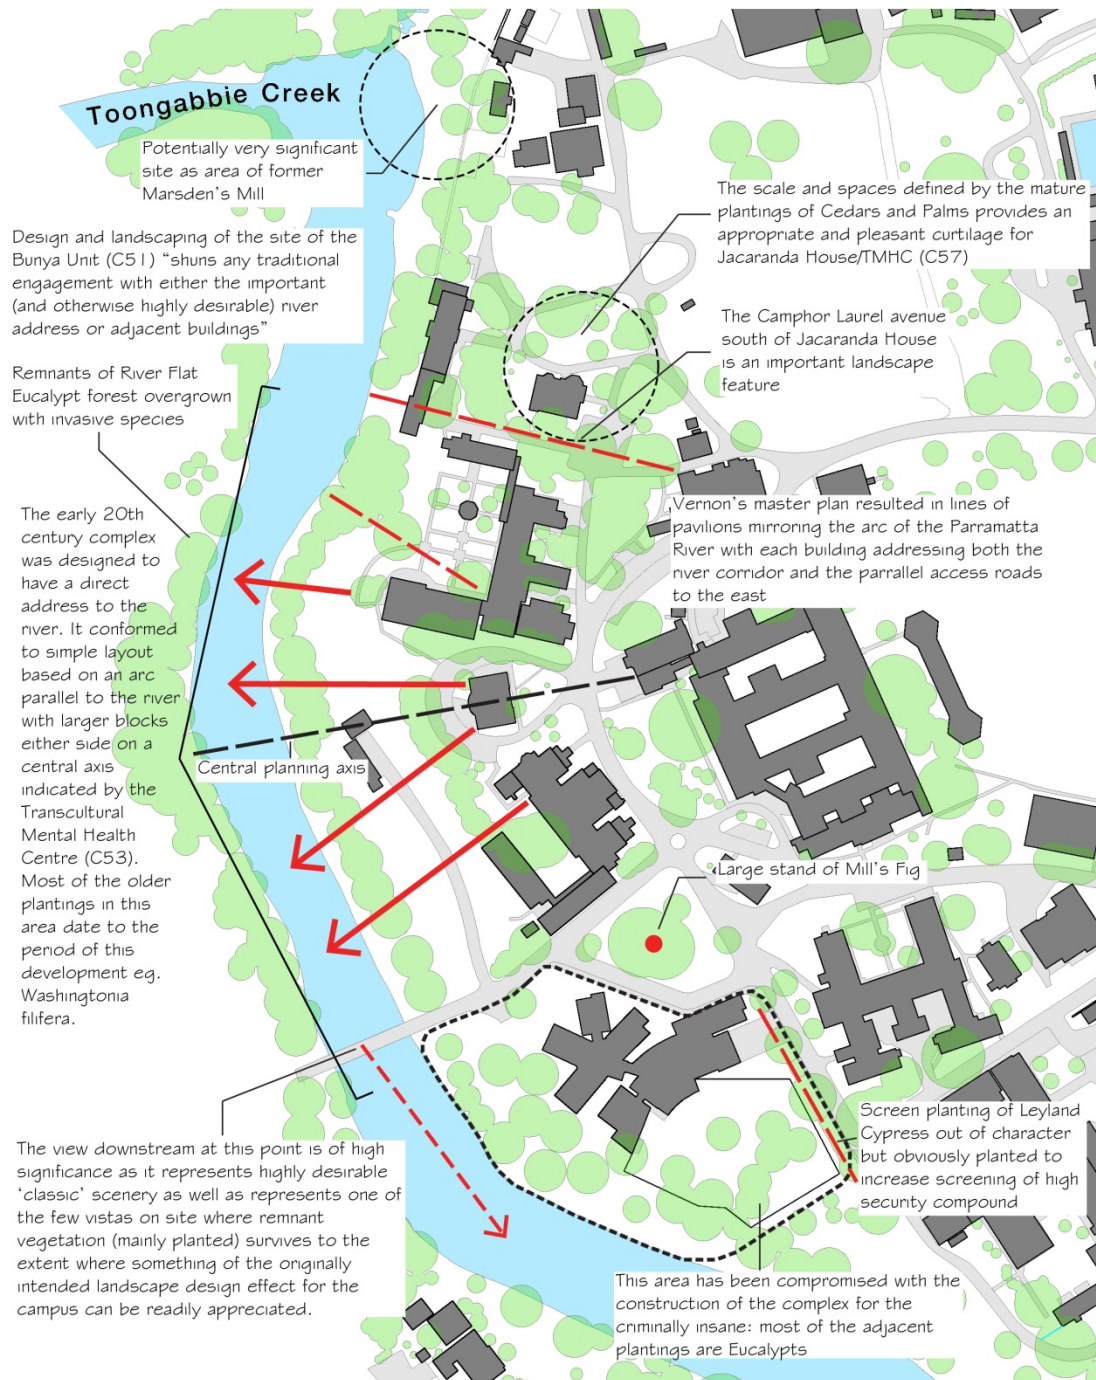 Toongabbie Creek
Potentially very significant
site as area of former
Marsden's Mill
The scale and spaces defined by the mature
plantings of Cedars and Palms provides an
appropriate and pleasant curtilage for
Jacaranda House/TMHC (C57)
Design and landscaping of the site of the
Bunya Unit (C51) “shuns any traditional
engagement with either the important
(and otherwise highly desirable) river
address or adjacent buildings”
The Camphor Laurel avenue
south of Jacaranda House
is an important landscape
feature
Remnants of River Flat
Eucalypt forest overgrown
with invasive species
Vernon's master plan resulted in lines of
pavilions mirroring the arc of the Parramatta
River with each building addressing both the
river corridor and the parrallel access roads
to the east
The early 20th
century complex
was designed to
have a direct
address to the
river. It conformed
to simple layout
based on an arc
parallel to the river
with larger blocks
either side on a
central axis
indicated by the
Transcultural
Mental Health
Centre (C53).
Most of the older
plantings in this
area date to the
period of this
development eg.
Washingtonia
filifera.
Central planning axis
Large stand of Mill's Fig
Screen planting of Leyland
Cypress out of character
but obviously planted to
increase screening of high
security compound
The view downstream at this point is of high
significance as it represents highly desirable
‘classic’ scenery as well as represents one of
the few vistas on site where remnant
vegetation (mainly planted) survives to the
extent where something of the originally
intended landscape design effect for the
campus can be readily appreciated.
This area has been compromised with the
construction of the complex for the
criminally insane: most of the adjacent
plantings are Eucalypts